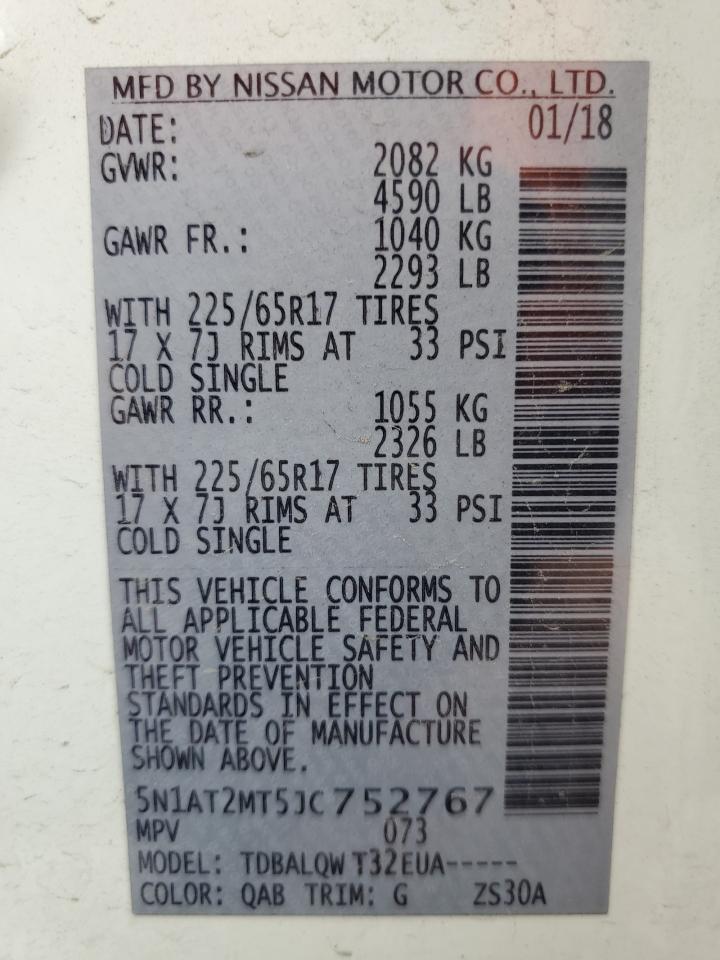 MFD BY NISSAN MOTOR CO., LTD.
DATE: 01/18
GVWR: 2082 KG
4590 LB
GAWR FR.: 1040 KG
2293 LB
WITH 225/65R17 TIRES
17 X 7J RIMS AT 33 PSI
COLD SINGLE
GAWR RR.: 1055 KG
2326 LB
WITH 225/65R17 TIRES
17 X 7J RIMS AT 33 PSI
COLD SINGLE
THIS VEHICLE CONFORMS TO
ALL APPLICABLE FEDERAL
MOTOR VEHICLE SAFETY AND
THEFT PREVENTION
STANDARDS IN EFFECT ON
THE DATE OF MANUFACTURE
SHOWN ABOVE.
5N1AT2MT5JC752767
MPV 073
MODEL: TDBALQW T32EUA-----
COLOR: QAB TRIM: G ZS30A